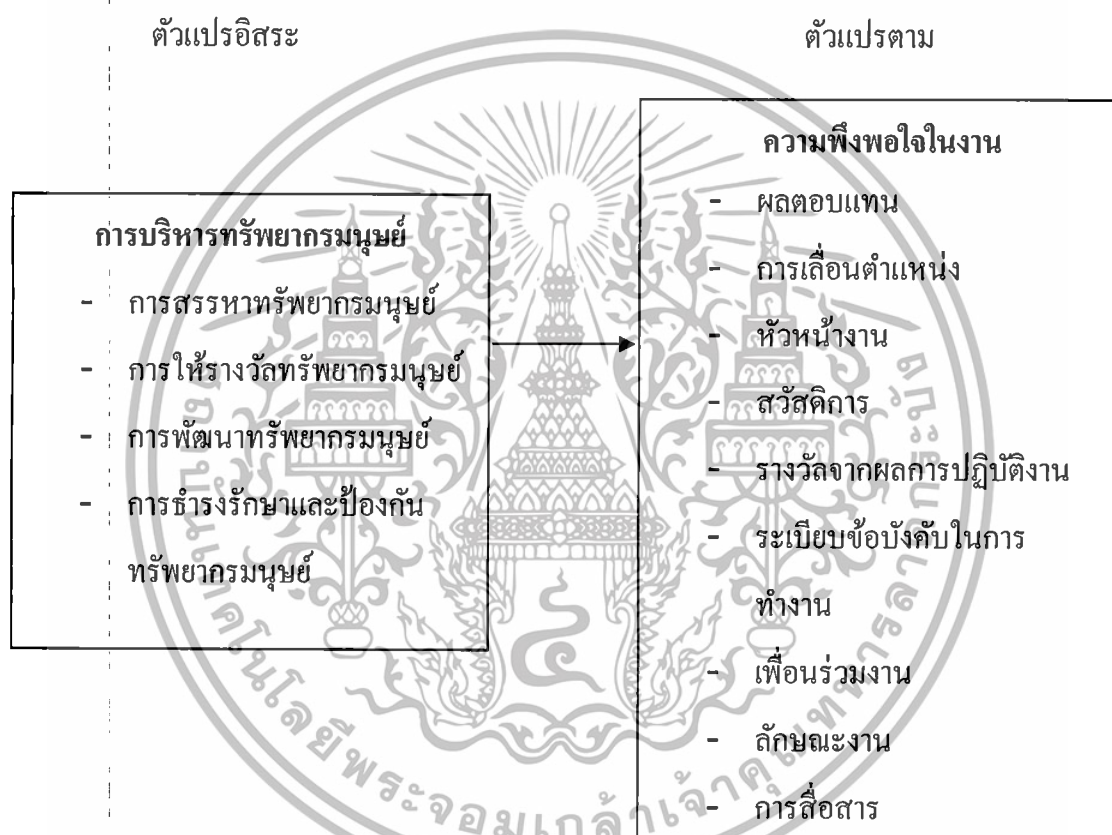 ตัวแปรอิสระ
ตัวแปรตาม
การบริหารทรัพยากรมนุษย์
- การสรรหาทรัพยากรมนุษย์
- การให้รางวัลทรัพยากรมนุษย์
- การพัฒนาทรัพยากรมนุษย์
- การธำรงรักษาและป้องกัน
ทรัพยากรมนุษย์
ความพึงพอใจในงาน
- ผลตอบแทน
- การเลื่อนตำแหน่ง
- หัวหน้างาน
- สวัสดิการ
- รางวัลจากผลการปฏิบัติงาน
- ระเบียบข้อบังคับในการ
ทำงาน
- เพื่อนร่วมงาน
- ลักษณะงาน
- การสื่อสาร